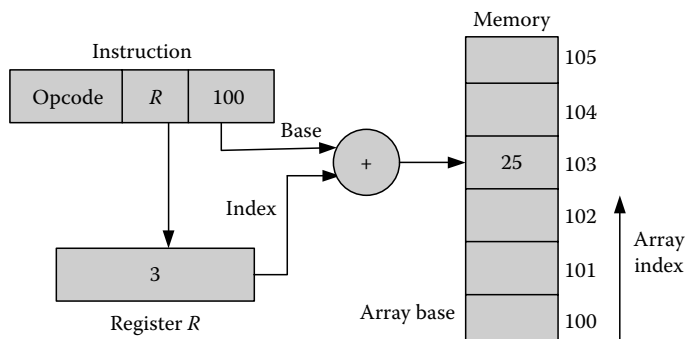 Memory
Instruction
105
Opcode R 100
104
Base
+
25
103
Index
102
Array
index
3
101
Array base
100
Register R